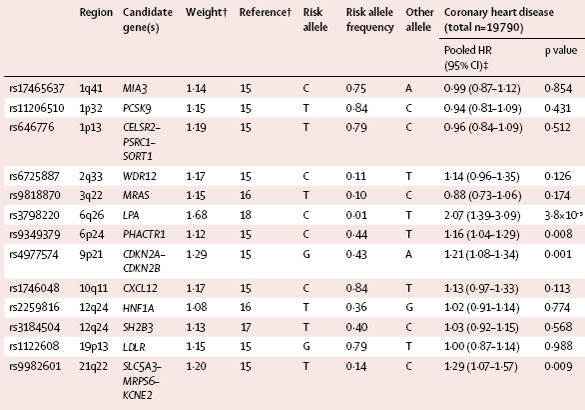 Region Candidate gene(s) Weight† Reference† Risk allele Risk allele frequency Other allele Coronary heart disease (total n=19790)
Pooled HR (95% CI)‡ p value
rs17465637 1q41 MIA3 1·14 15 C 0·75 A 0·99 (0·87–1·12) 0·854
rs11206510 1p32 PCSK9 1·15 15 T 0·84 C 0·94 (0·81–1·09) 0·431
rs646776 1p13 CELSR2–PSRC1–SORT1 1·19 15 T 0·79 C 0·96 (0·84–1·09) 0·512
rs6725887 2q33 WDR12 1·17 15 C 0·11 T 1·14 (0·96–1·35) 0·126
rs9818870 3q22 MRAS 1·15 16 T 0·10 C 0·88 (0·73–1·06) 0·174
rs3798220 6q26 LPA 1·68 18 C 0·01 T 2·07 (1·39–3·09)
rs9349379 6p24 PHACTR1 1·12 15 C 0·44 T 1·16 (1·04–1·29) 0·008
rs4977574 9p21 CDKN2A–CDKN2B 1·29 15 G 0·43 A 1·21 (1·08–1·34) 0·001
rs1746048 10q11 CXCL12 1·17 15 C 0·84 T 1·13 (0·97–1·33) 0·113
rs2259816 12q24 HNF1A 1·08 16 T 0·36 G 1·02 (0·91–1·14) 0·774
rs3184504 12q24 SH2B3 1·13 17 T 0·40 C 1·03 (0·92–1·15) 0·568
rs1122608 19p13 LDLR 1·15 15 G 0·79 T 1·00 (0·87–1·14) 0·988
rs9982601 21q22 SLC5A3–MRPS6–KCNE2 1·20 15 T 0·14 C 1·29 (1·07–1·57) 0·009